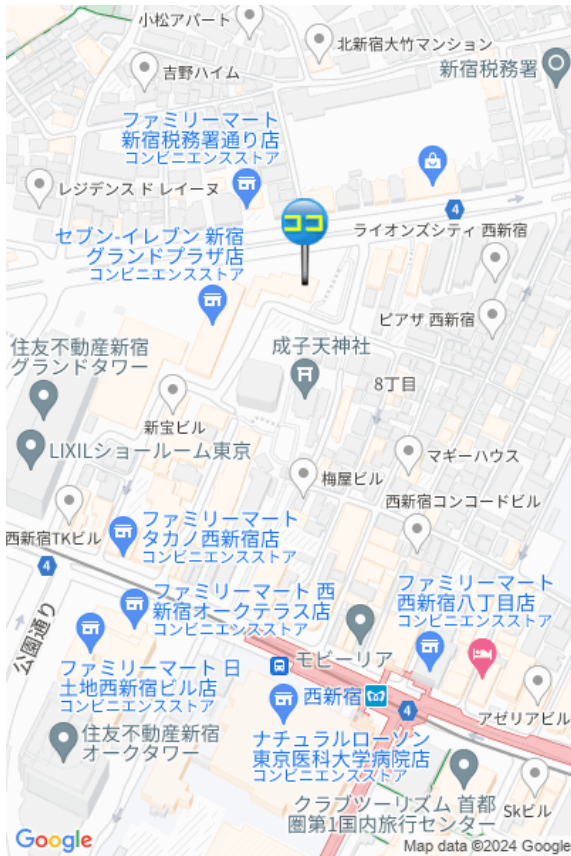 小松アパート
北新宿大竹マンション
新宿税務署
吉野ハイム
ファミリーマート
新宿税務署通り店
コンビニエンスストア
レジデンス ド レイーヌ
4
ココ
ライオンズシティ 西新宿
セブン-イレブン 新宿
グランドプラザ店
コンビニエンスストア
ピアザ 西新宿
住友不動産新宿
グランドタワー
成子天神社
8丁目
新宝ビル
LIXILショールーム東京
マギーハウス
梅屋ビル
西新宿コンコードビル
西新宿TKビル
ファミリーマート
タカノ西新宿店
コンビニエンスストア
4
ファミリーマート 西
新宿オークテラス店
コンビニエンスストア
ファミリーマート
西新宿八丁目店
コンビニエンスストア
公園通り
モビーリア
ファミリーマート 日
土地西新宿ビル店
コンビニエンスストア
西新宿
4
アゼリアビル
住友不動産新宿
オークタワー
ナチュラルローソン
東京医科大学病院店
コンビニエンスストア
クラブツーリズム 首都
圏第1国内旅行センター
Skビル
Google
Map data ©2024 Google